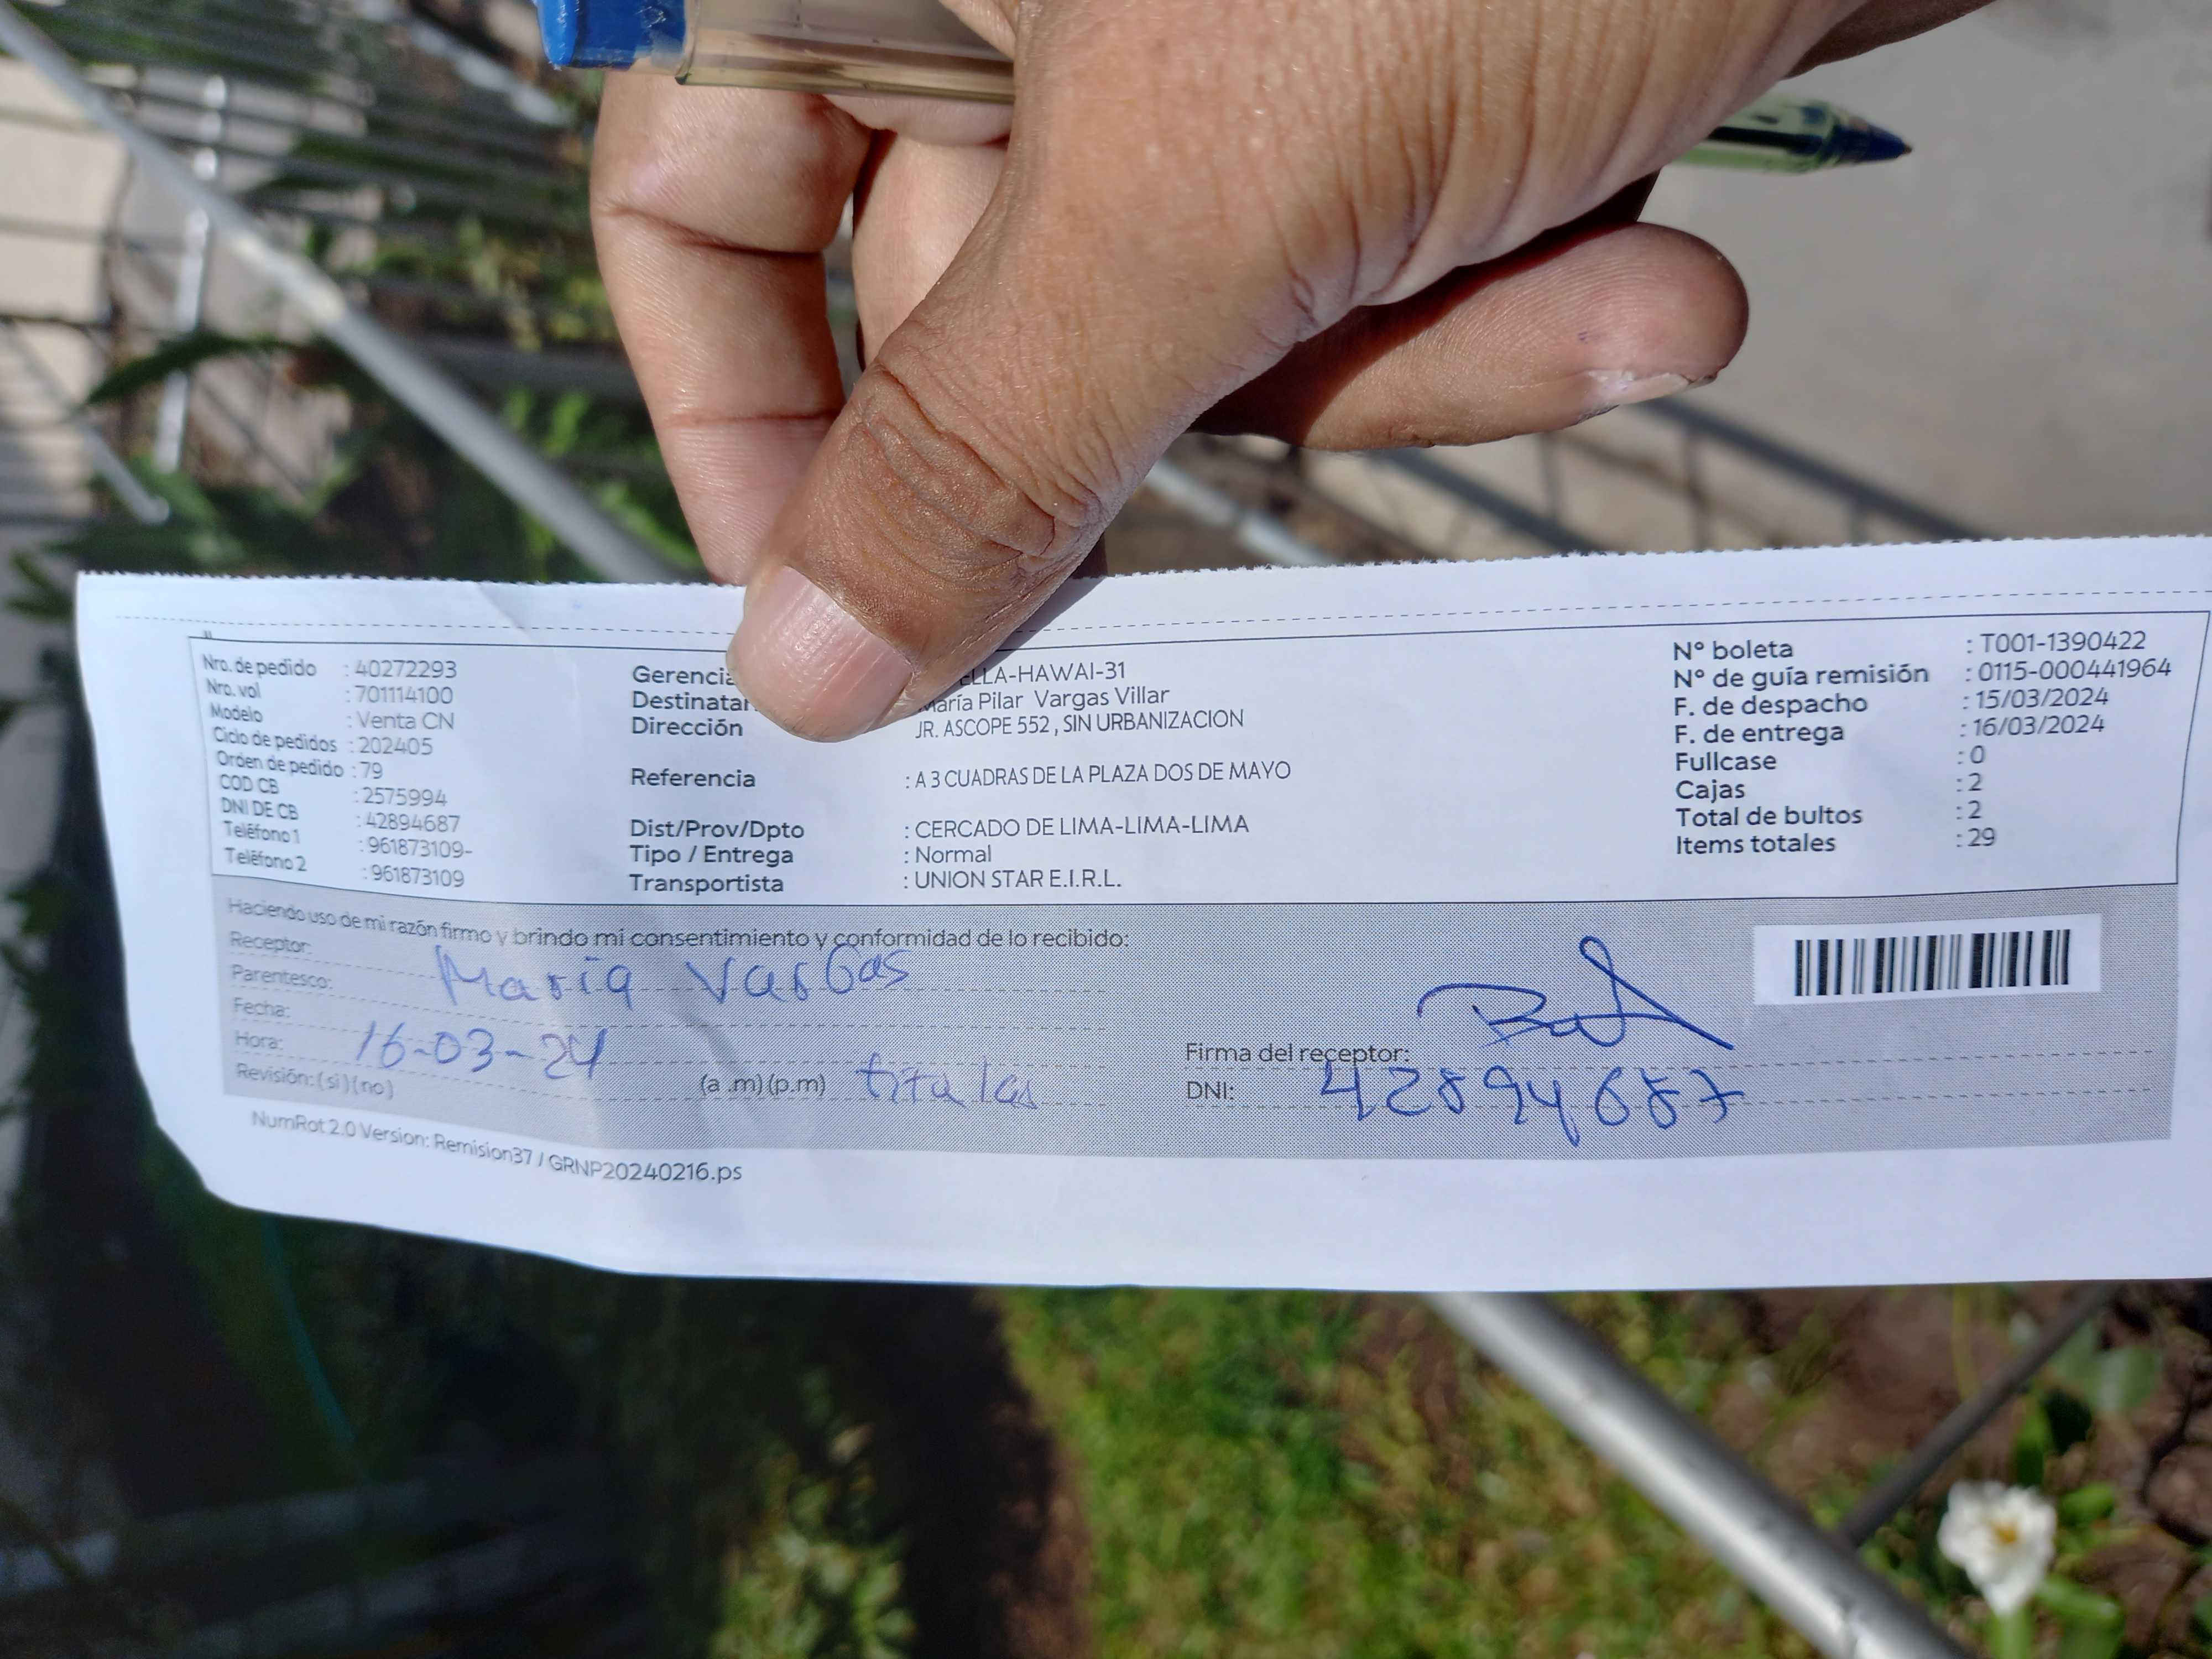 Nro. de pedido : 40272293
Nro. vol : 701114100
Modelo : Venta CN
Ciclo de pedidos : 202405
Orden de pedido : 79
COD CB : 2575994
DNI DE CB : 42894687
Teléfono 1 : 961873109-
Teléfono 2 : 961873109
Gerencia ELLA-HAWAI-31
Destinatar María Pilar Vargas Villar
Dirección JR. ASCOPE 552 , SIN URBANIZACION
Referencia : A 3 CUADRAS DE LA PLAZA DOS DE MAYO
Dist/Prov/Dpto : CERCADO DE LIMA-LIMA-LIMA
Tipo / Entrega : Normal
Transportista : UNION STAR E.I.R.L.
N° boleta : T001-1390422
N° de guía remisión : 0115-000441964
F. de despacho : 15/03/2024
F. de entrega : 16/03/2024
Fullcase : 0
Cajas : 2
Total de bultos : 2
Items totales : 29
Haciendo uso de mi razón firmo y brindo mi consentimiento y conformidad de lo recibido:
Receptor: Maria Vargas
Parentesco:
Fecha: 16-03-24
Hora: (a .m) (p.m) titular
Revisión: (si) (no)
Firma del receptor:
DNI: 42894687
NumRot 2.0 Version: Remision37 / GRNP20240216.ps